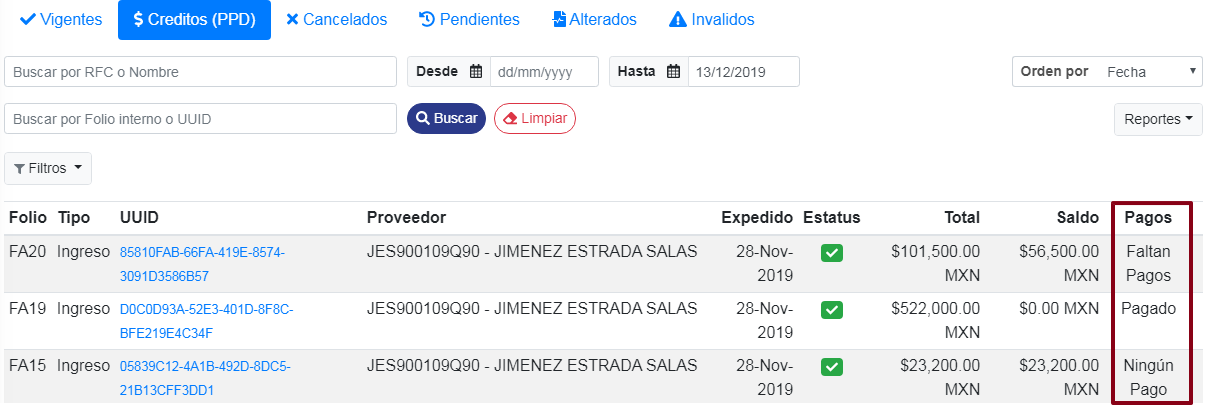 Vigentes $ Creditos (PPD) Cancelados Pendientes Alterados Invalidos
Buscar por RFC o Nombre Desde dd/mm/yyyy Hasta 13/12/2019 Orden por Fecha
Buscar por Folio interno o UUID Buscar Limpiar Reportes
Filtros
Folio Tipo UUID Proveedor Expedido Estatus Total Saldo Pagos
FA20 Ingreso 85810FAB-66FA-419E-8574- JES900109Q90 - JIMENEZ ESTRADA SALAS 28-Nov- $101,500.00 $56,500.00 Faltan
3091D3586B57 2019 MXN MXN Pagos
FA19 Ingreso D0C0D93A-52E3-401D-8F8C- JES900109Q90 - JIMENEZ ESTRADA SALAS 28-Nov- $522,000.00 $0.00 MXN Pagado
BFE219E4C34F 2019 MXN
FA15 Ingreso 05839C12-4A1B-492D-8DC5- JES900109Q90 - JIMENEZ ESTRADA SALAS 28-Nov- $23,200.00 $23,200.00 Ningún
21B13CFF3DD1 2019 MXN MXN Pago